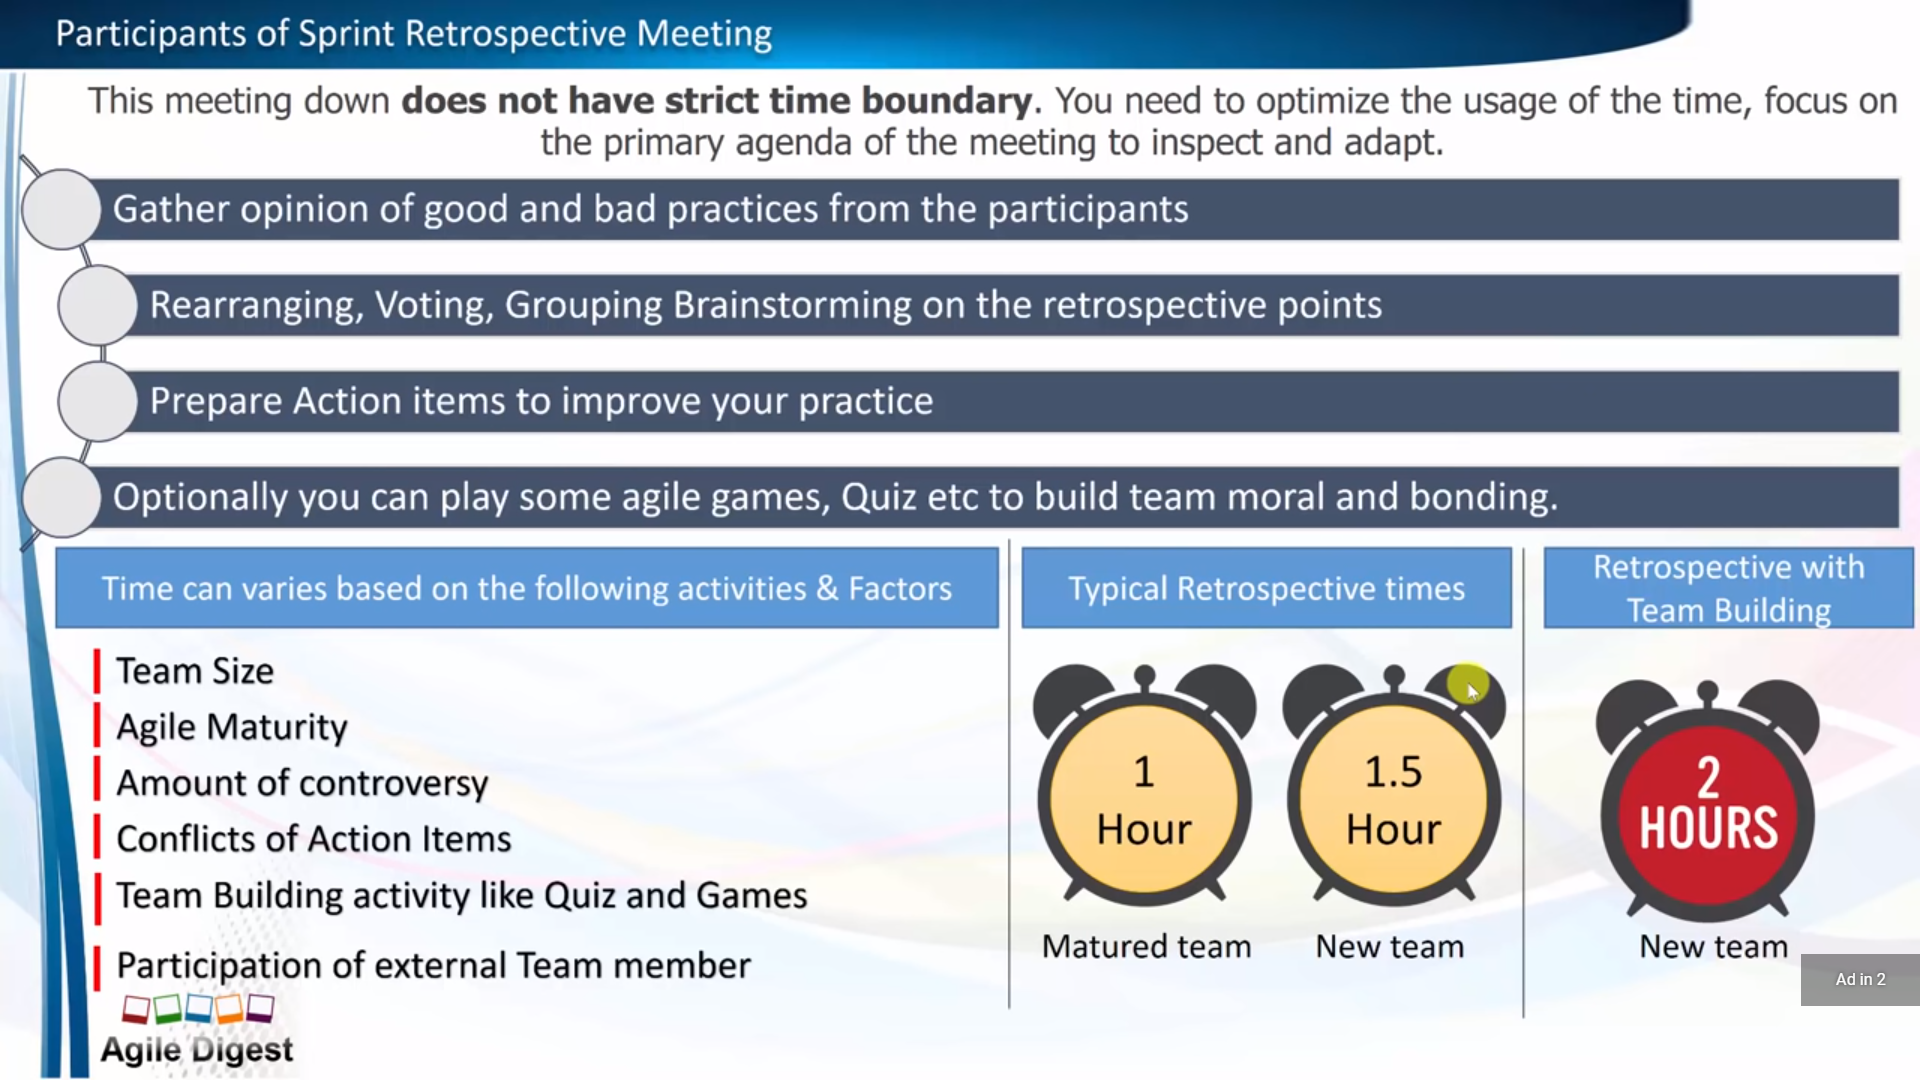 Participants of Sprint Retrospective Meeting
This meeting down does not have strict time boundary. You need to optimize the usage of the time, focus on
the primary agenda of the meeting to inspect and adapt.
Gather opinion of good and bad practices from the participants
Rearranging, Voting, Grouping Brainstorming on the retrospective points
Prepare Action items to improve your practice
Optionally you can play some agile games, Quiz etc to build team moral and bonding.
Time can varies based on the following activities & Factors
Team Size
Agile Maturity
Amount of controversy
Conflicts of Action Items
Team Building activity like Quiz and Games
Participation of external Team member
Typical Retrospective times
1
Hour
Matured team
1.5
Hour
New team
Retrospective with
Team Building
2
HOURS
New team
Ad in 2
Agile Digest